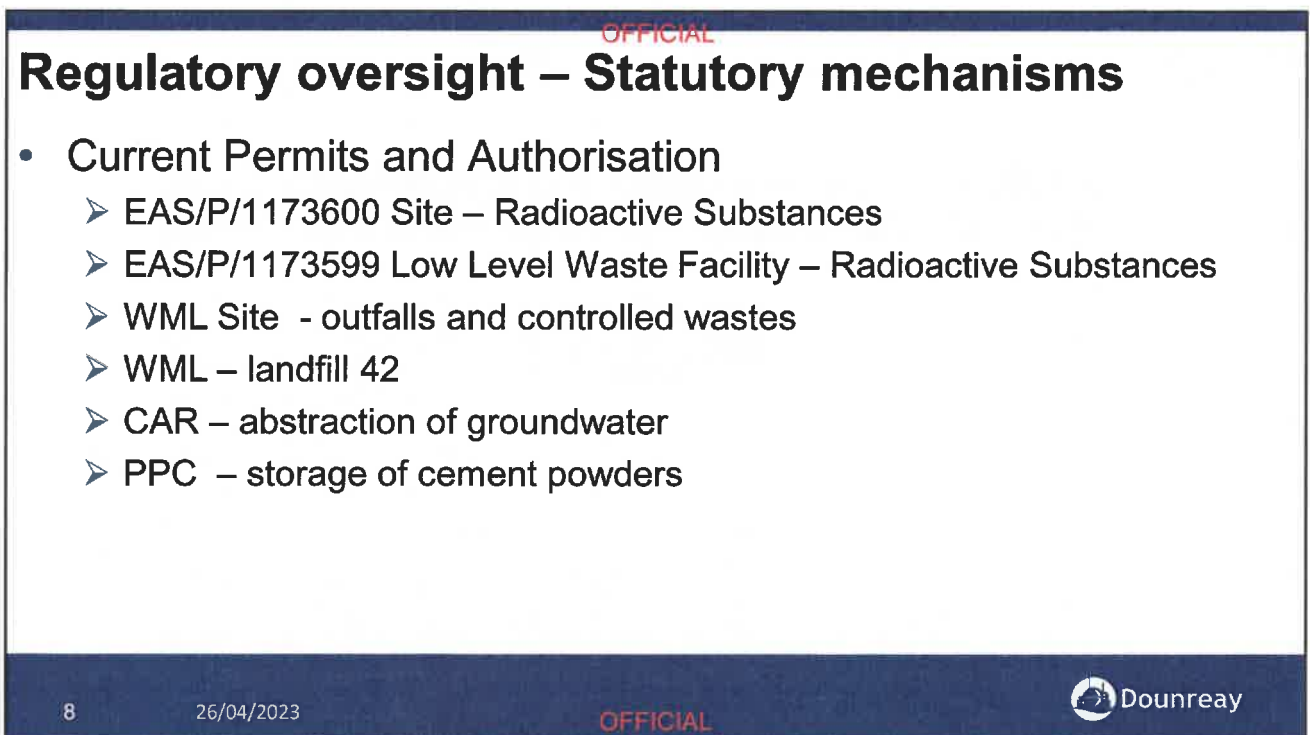 OFFICIAL
Regulatory oversight – Statutory mechanisms
• Current Permits and Authorisation
➢ EAS/P/1173600 Site – Radioactive Substances
➢ EAS/P/1173599 Low Level Waste Facility – Radioactive Substances
➢ WML Site - outfalls and controlled wastes
➢ WML – landfill 42
➢ CAR – abstraction of groundwater
➢ PPC – storage of cement powders
8 26/04/2023 OFFICIAL Dounreay